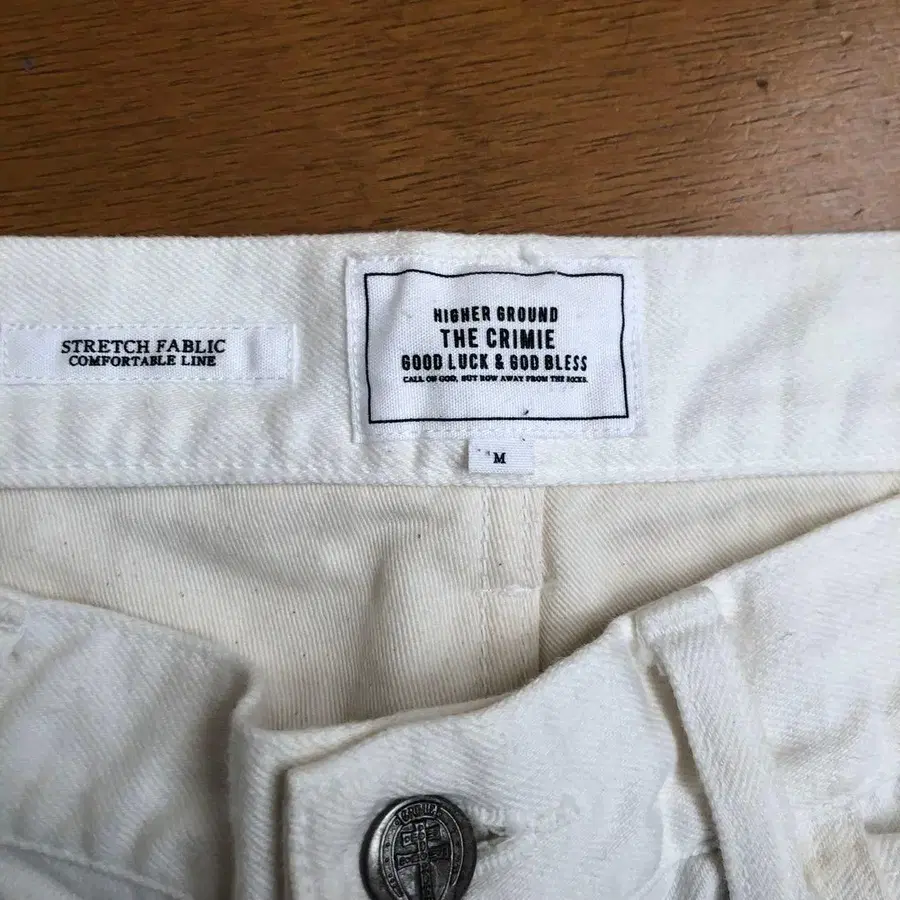 STRETCH FABLIC
COMFORTABLE LINE
HIGHER GROUND
THE CRIMIE
GOOD LUCK & GOD BLESS
CALL ON GOD, BUT ROW AWAY FROM THE ROCKS.
M
CRIMIE